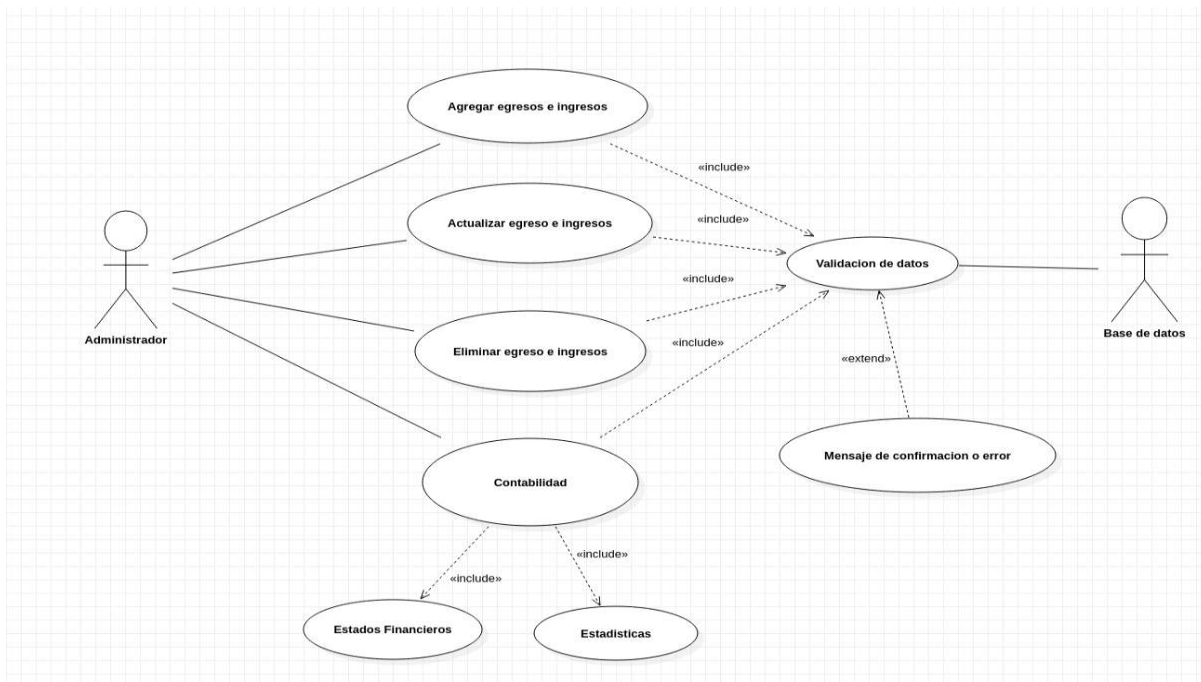 Agregar egresos e ingresos
«include»
Actualizar egreso e ingresos
«include»
Validacion de datos
«include»
Administrador
Base de datos
Eliminar egreso e ingresos
«include»
«extend»
Mensaje de confirmacion o error
Contabilidad
«include»
«include»
Estados Financieros
Estadisticas